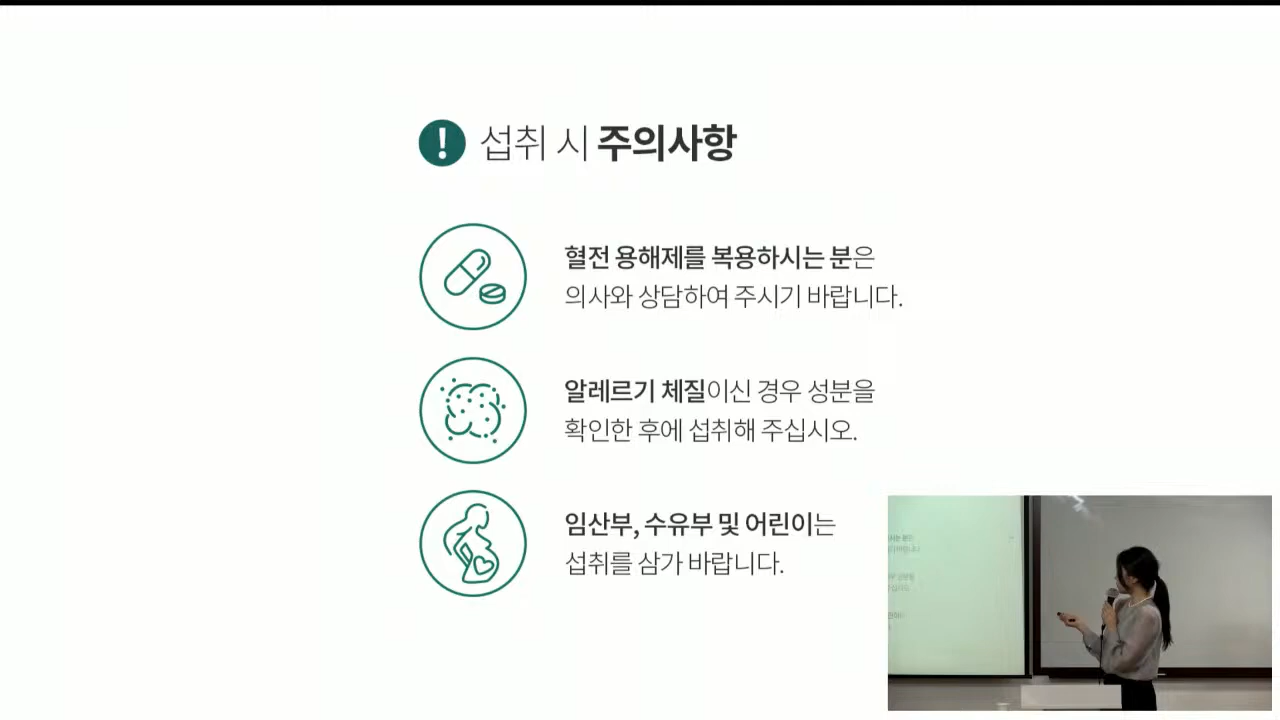 ! 섭취 시 주의사항
혈전 용해제를 복용하시는 분은
의사와 상담하여 주시기 바랍니다.
알레르기 체질이신 경우 성분을
확인한 후에 섭취해 주십시오.
임산부, 수유부 및 어린이는
섭취를 삼가 바랍니다.